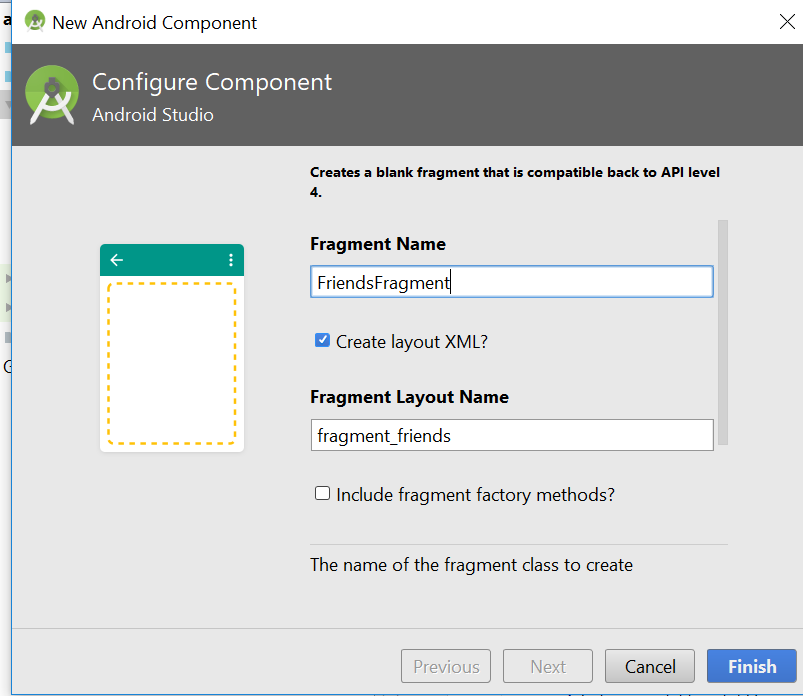 New Android Component
Configure Component
Android Studio
Creates a blank fragment that is compatible back to API level
4.
Fragment Name
FriendsFragment
Create layout XML?
Fragment Layout Name
fragment_friends
Include fragment factory methods?
The name of the fragment class to create
Previous
Next
Cancel
Finish